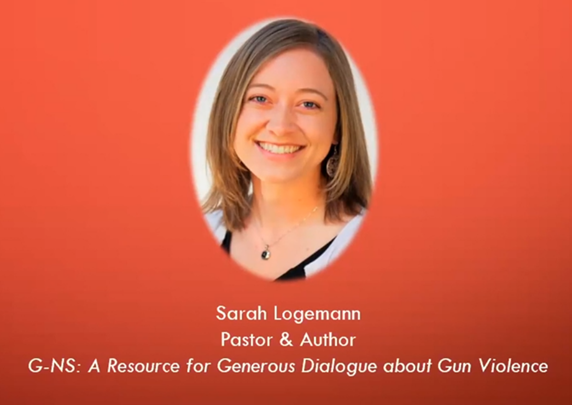 Sarah Logemann
Pastor & Author
G-NS: A Resource for Generous Dialogue about Gun Violence